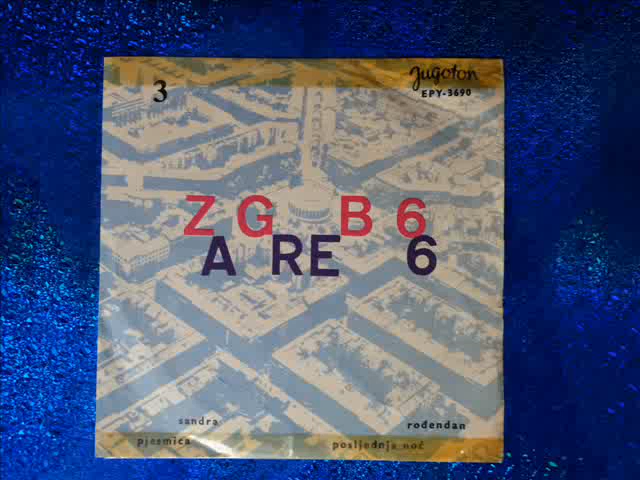 Jugoton
3
EPY-3690
Z G B 6
A RE 6
sandra
rođendan
pjesmica
posljednja noć